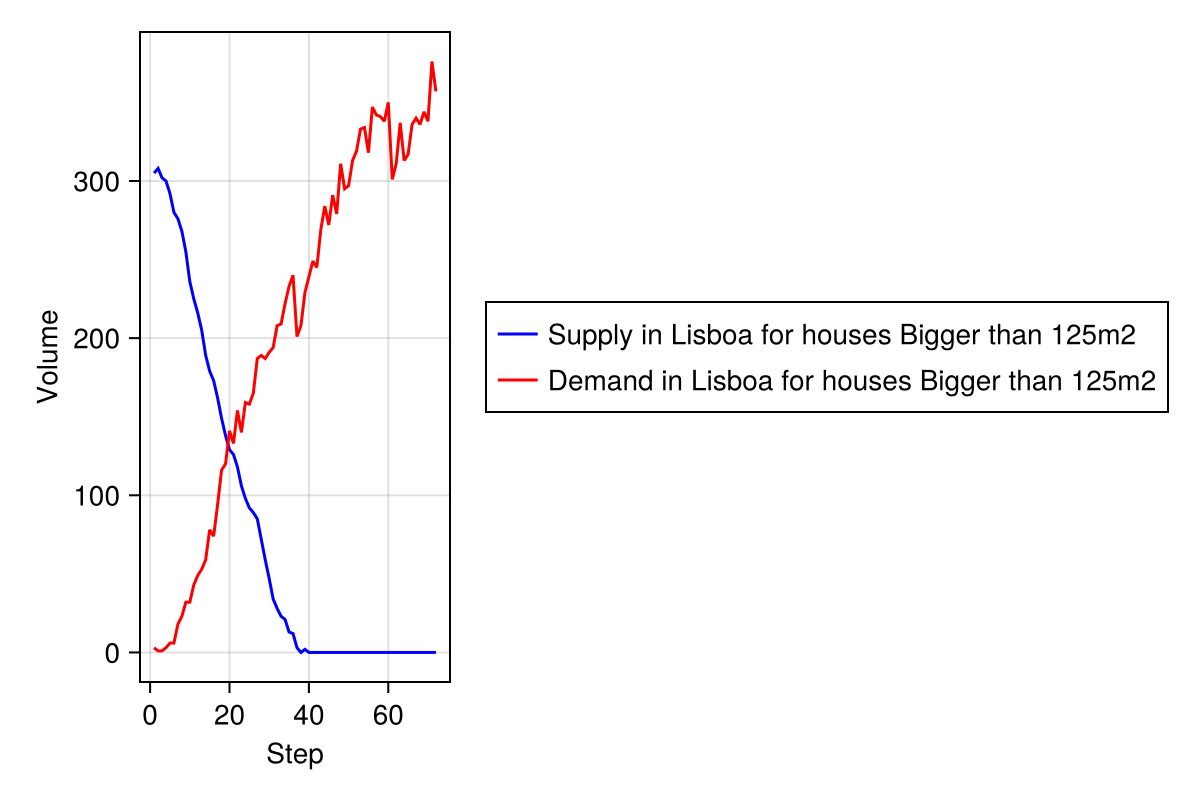 300
200
100
0
Volume
0 20 40 60
Step
Supply in Lisboa for houses Bigger than 125m2
Demand in Lisboa for houses Bigger than 125m2